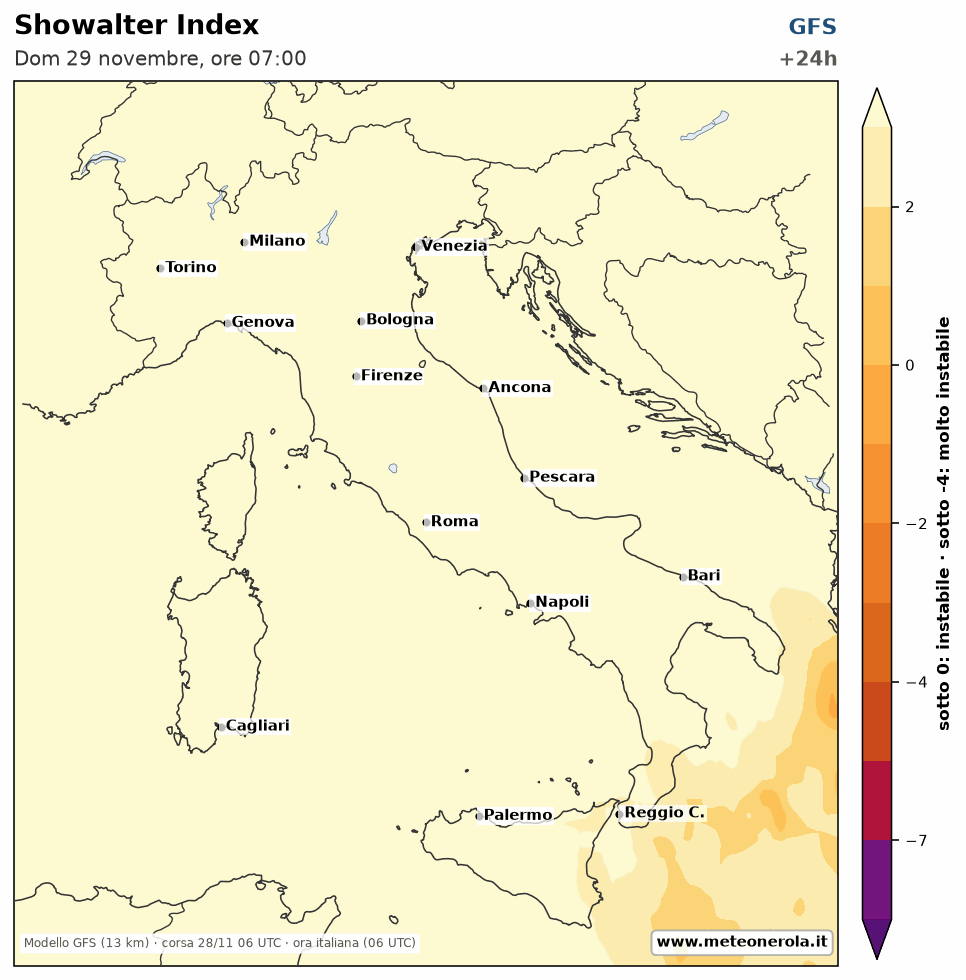 Showalter Index
GFS
Dom 29 novembre, ore 07:00
+24h
Milano
Venezia
Torino
Genova
Bologna
Firenze
Ancona
Pescara
Roma
Bari
Napoli
Cagliari
Palermo
Reggio C.
2
0
−2
−4
−7
sotto 0: instabile · sotto -4: molto instabile
Modello GFS (13 km) · corsa 28/11 06 UTC · ora italiana (06 UTC)
www.meteonerola.it